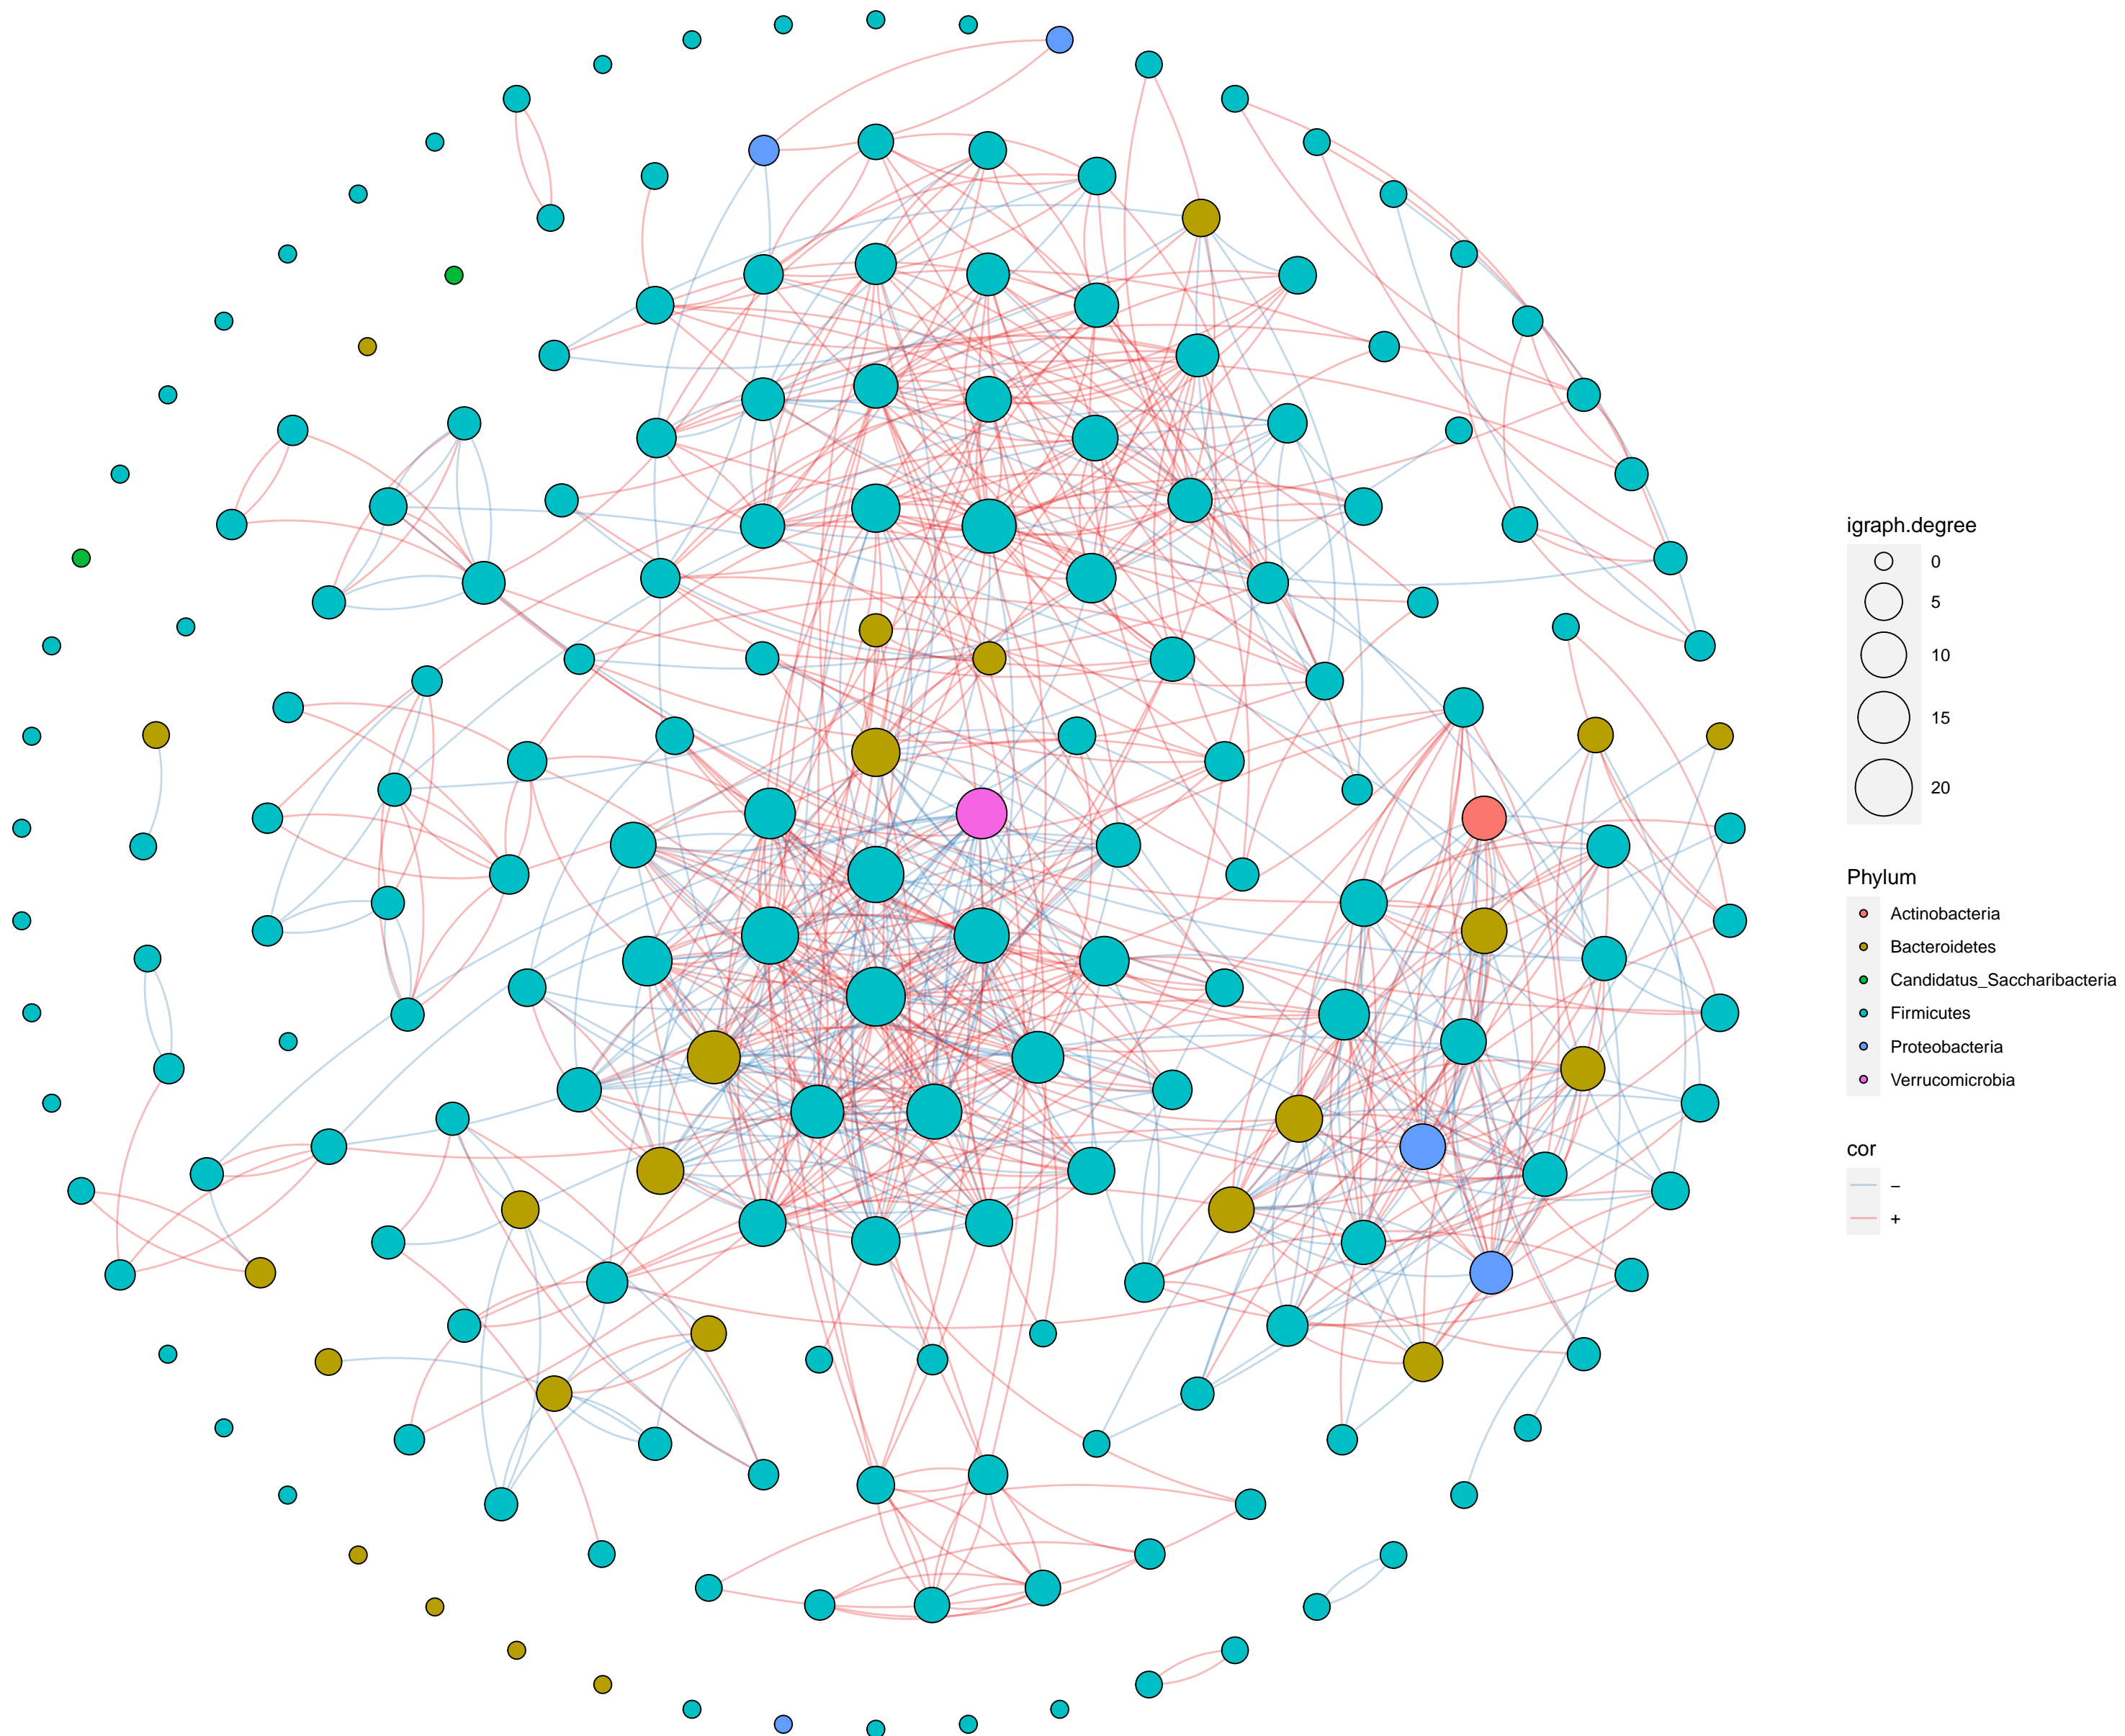 igraph.degree
0
5
10
15
20
Phylum
Actinobacteria
Bacteroidetes
Candidatus_Saccharibacteria
Firmicutes
Proteobacteria
Verrucomicrobia
cor
–
+